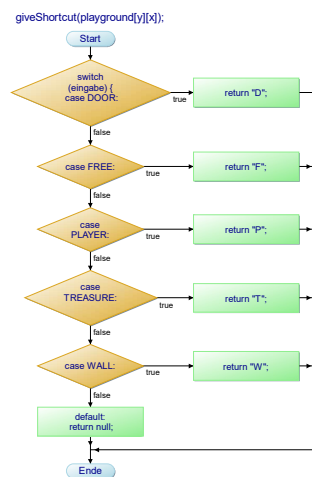 giveShortcut(playground[y][x]);
Start
switch
(eingabe) {
case DOOR:
true
return "D";
false
case FREE:
true
return "F";
false
case
PLAYER:
true
return "P";
false
case
TREASURE:
true
return "T";
false
case WALL:
true
return "W";
false
default:
return null;
Ende